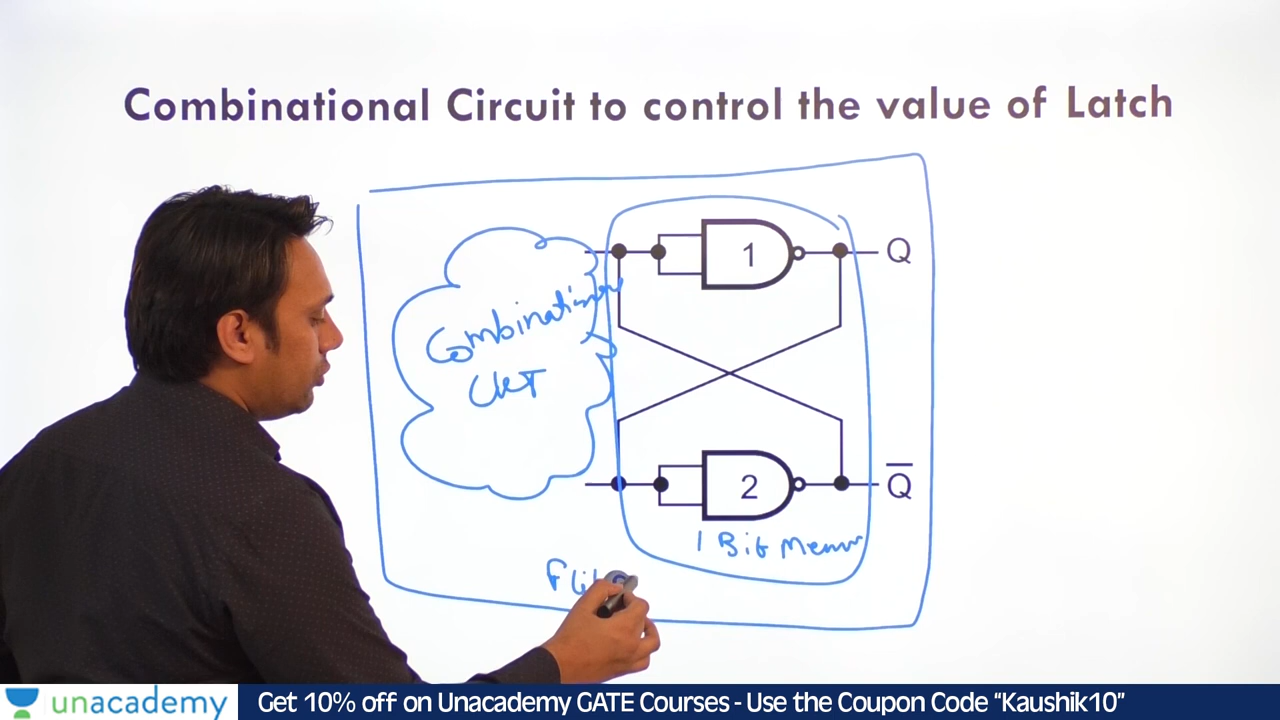 Combinational Circuit to control the value of Latch
1
Q
Combinational
CKT
2
Q̅
1 Bit Mem
unacademy
Get 10% off on Unacademy GATE Courses - Use the Coupon Code “Kaushik10”